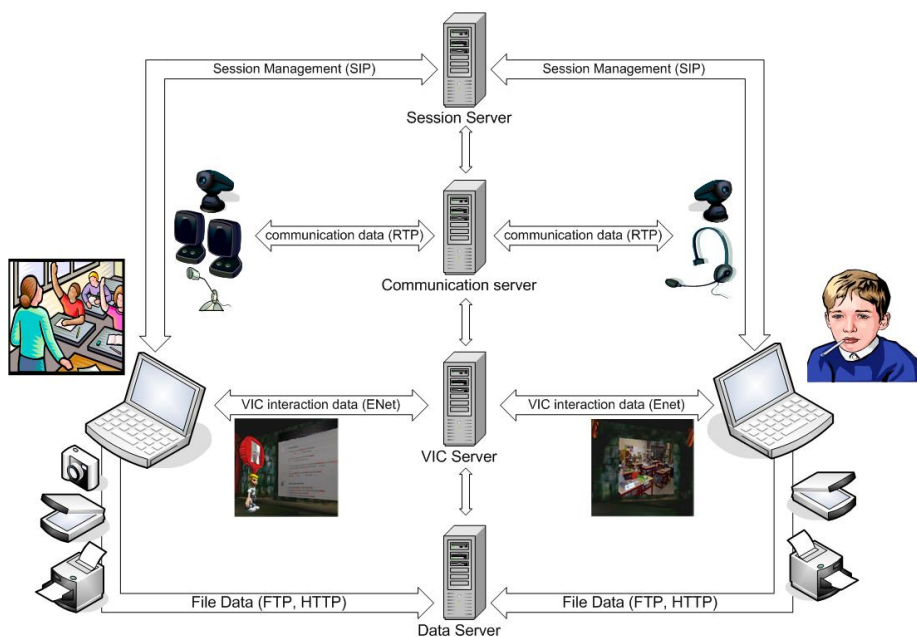 Session Management (SIP)
Session Management (SIP)
Session Server
communication data (RTP)
communication data (RTP)
Communication server
VIC interaction data (ENet)
VIC interaction data (Enet)
VIC Server
File Data (FTP, HTTP)
File Data (FTP, HTTP)
Data Server